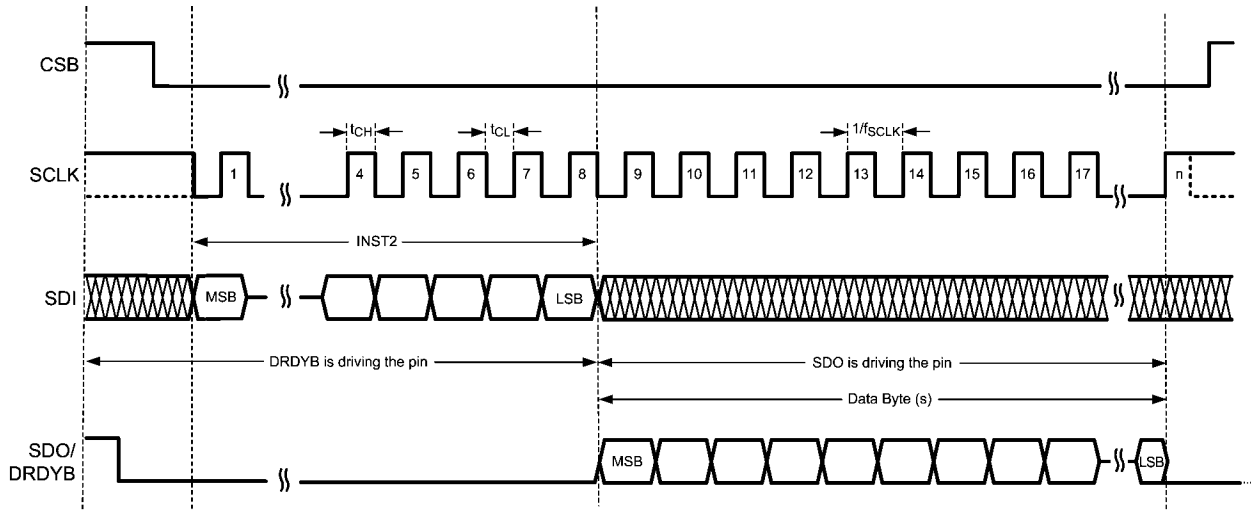 CSB
tCH
tCL
1/fSCLK
SCLK
1 4 5 6 7 8 9 10 11 12 13 14 15 16 17 n
INST2
SDI
MSB LSB
DRDYB is driving the pin SDO is driving the pin
Data Byte (s)
SDO/
DRDYB
MSB LSB